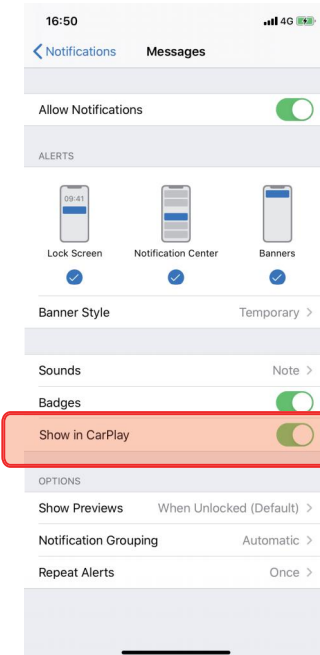 16:50 4G
Notifications Messages
Allow Notifications
ALERTS
09:41
Lock Screen Notification Center Banners
Banner Style Temporary
Sounds Note
Badges
Show in CarPlay
OPTIONS
Show Previews When Unlocked (Default)
Notification Grouping Automatic
Repeat Alerts Once